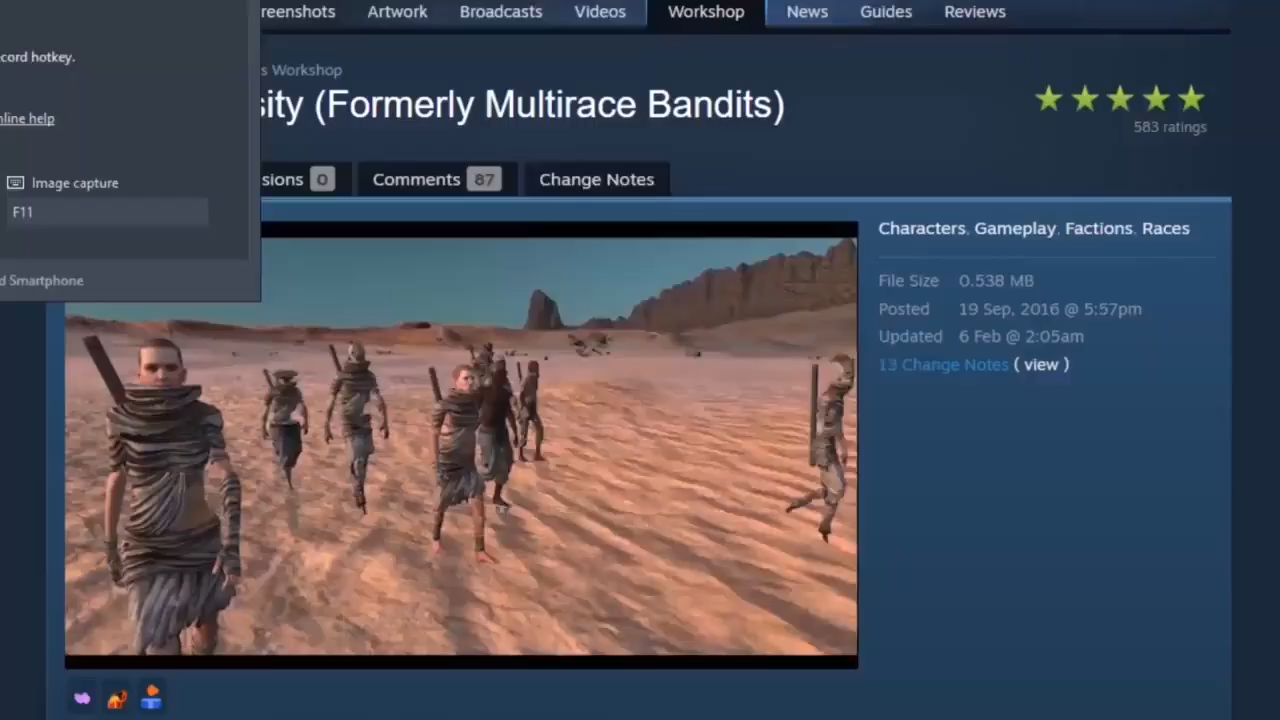 reenshots Artwork Broadcasts Videos Workshop News Guides Reviews
cord hotkey.
s Workshop
sity (Formerly Multirace Bandits)
nline help
583 ratings
Image capture
sions 0 Comments 87 Change Notes
F11
Characters, Gameplay, Factions, Races
d Smartphone
File Size 0.538 MB
Posted 19 Sep, 2016 @ 5:57pm
Updated 6 Feb @ 2:05am
13 Change Notes ( view )